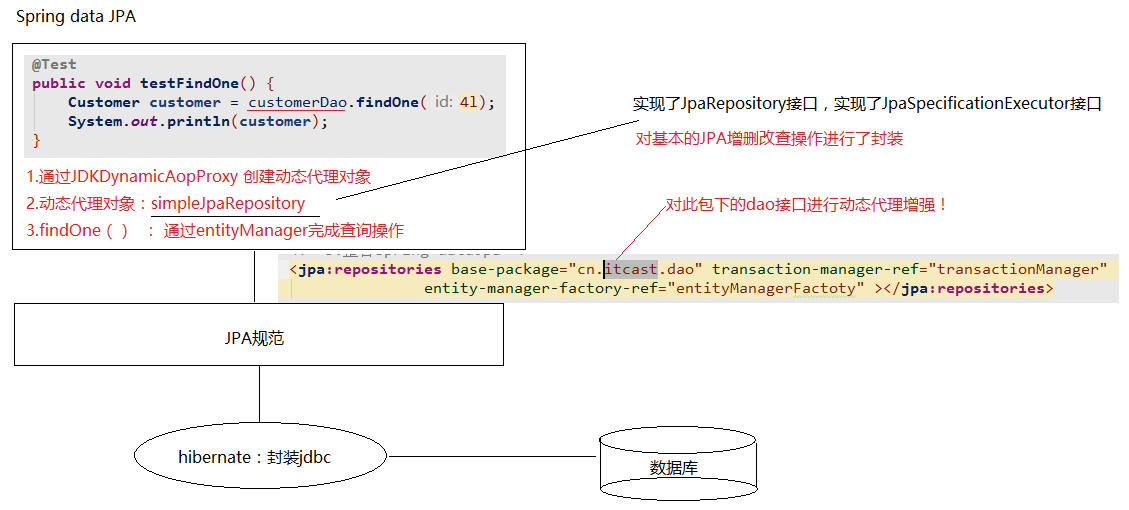 Spring data JPA
@Test
public void testFindOne() {
Customer customer = customerDao.findOne( id: 4l);
System.out.println(customer);
}
实现了JpaRepository接口，实现了JpaSpecificationExecutor接口
对基本的JPA增删改查操作进行了封装
1.通过JDKDynamicAopProxy 创建动态代理对象
2.动态代理对象：simpleJpaRepository
3.findOne（ ） ： 通过entityManager完成查询操作
对此包下的dao接口进行动态代理增强！
<jpa:repositories base-package="cn.itcast.dao" transaction-manager-ref="transactionManager"
entity-manager-factory-ref="entityManagerFactoty" ></jpa:repositories>
JPA规范
hibernate：封装jdbc
数据库